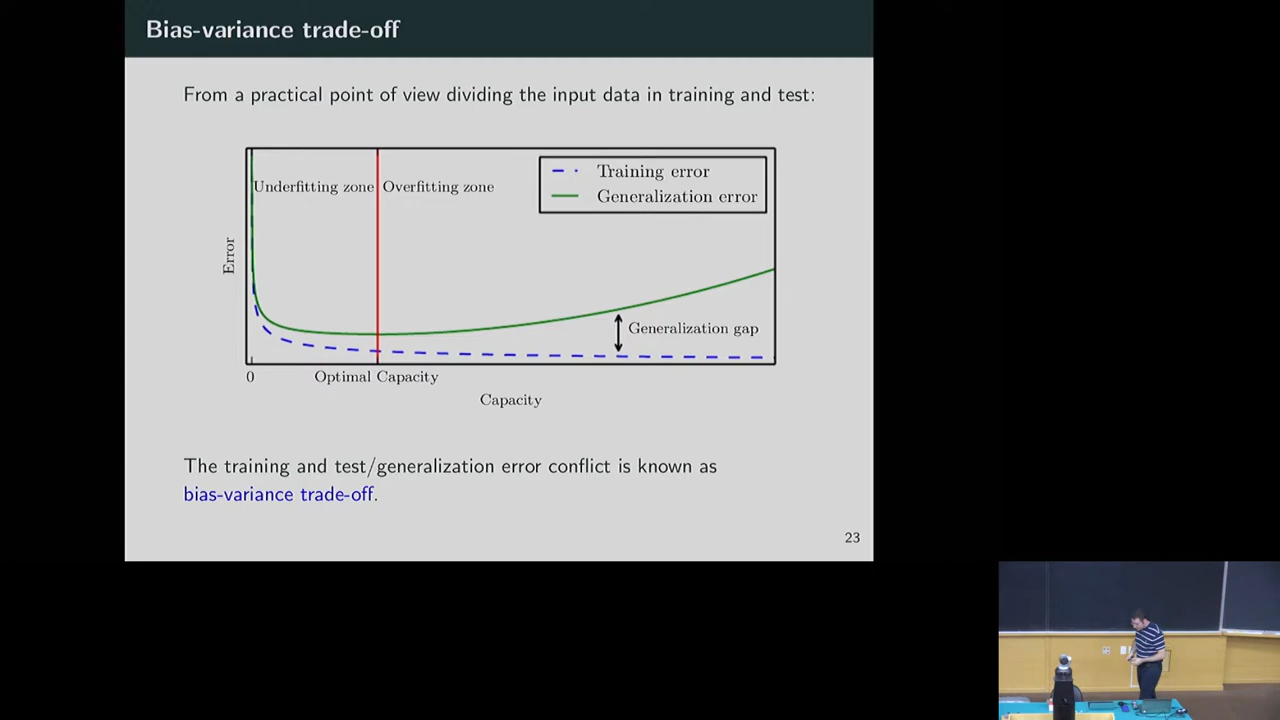 Bias-variance trade-off
From a practical point of view dividing the input data in training and test:
Training error
Generalization error
Underfitting zone
Overfitting zone
Error
Generalization gap
0
Optimal Capacity
Capacity
The training and test/generalization error conflict is known as
bias-variance trade-off.
23